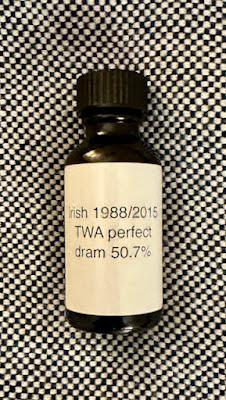 Irish 1988/2015
TWA perfect
dram 50.7%